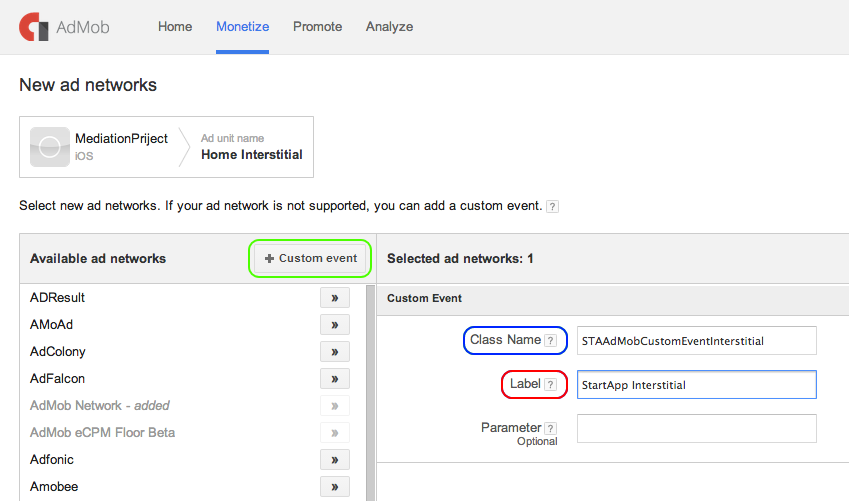 AdMob Home Monetize Promote Analyze
New ad networks
MediationPriject
iOS
Ad unit name
Home Interstitial
Select new ad networks. If your ad network is not supported, you can add a custom event. ?
Available ad networks
+ Custom event
ADResult »
AMoAd »
AdColony »
AdFalcon »
AdMob Network - added »
AdMob eCPM Floor Beta »
Adfonic »
Amobee »
Selected ad networks: 1
Custom Event
Class Name ? STAAdMobCustomEventInterstitial
Label ? StartApp Interstitial
Parameter ?
Optional